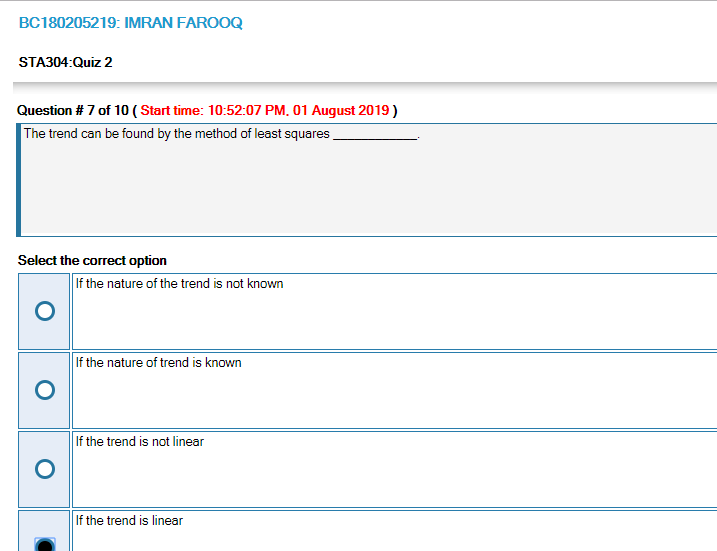 BC180205219: IMRAN FAROOQ
STA304:Quiz 2
Question # 7 of 10 ( Start time: 10:52:07 PM, 01 August 2019 )
The trend can be found by the method of least squares ____________.
Select the correct option
If the nature of the trend is not known
If the nature of trend is known
If the trend is not linear
If the trend is linear